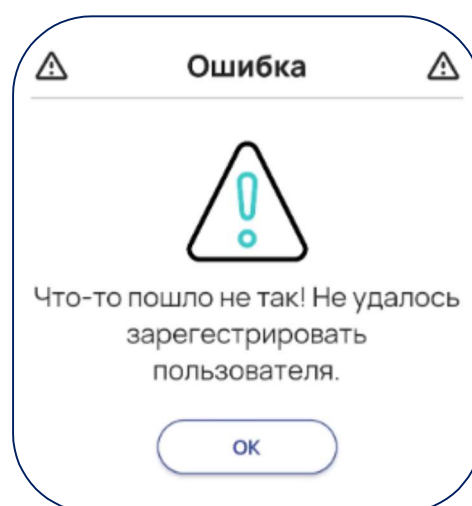 Ошибка
Что-то пошло не так! Не удалось
зарегестрировать
пользователя.
ОК